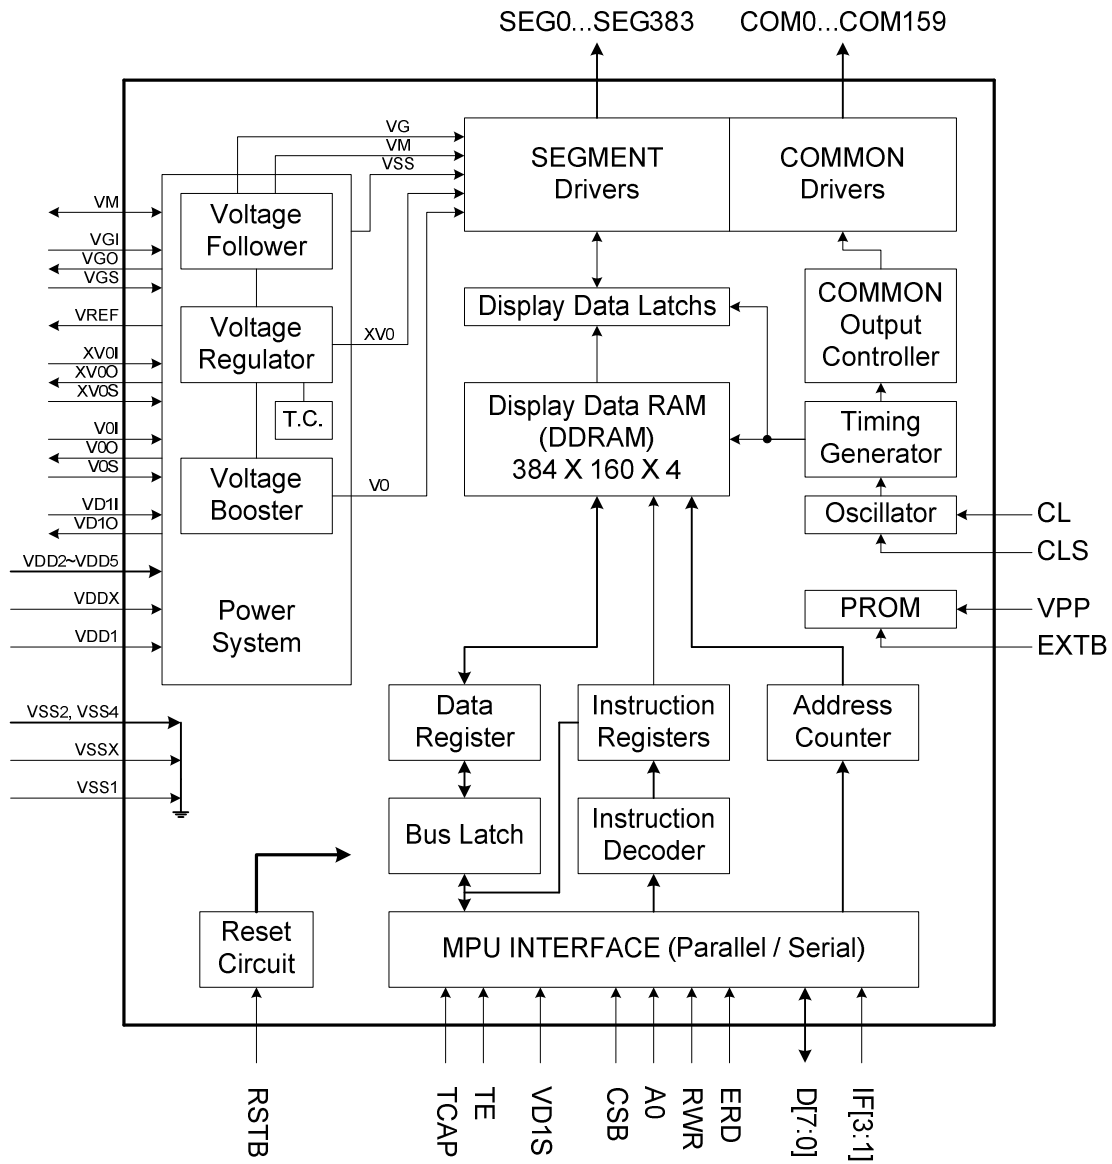 SEG0...SEG383
COM0...COM159
VG
VM
VSS
SEGMENT
Drivers
COMMON
Drivers
Voltage
Follower
VM
VGI
VGO
VGS
VREF
XV0I
XV0O
XV0S
V0I
V0O
V0S
VD1I
VD1O
VDD2~VDD5
VDDX
VDD1
Voltage
Regulator
XV0
T.C.
Voltage
Booster
V0
Power
System
Display Data Latchs
COMMON
Output
Controller
Display Data RAM
(DDRAM)
384 X 160 X 4
Timing
Generator
Oscillator
CL
CLS
PROM
VPP
EXTB
VSS2, VSS4
VSSX
VSS1
Data
Register
Instruction
Registers
Address
Counter
Bus Latch
Instruction
Decoder
Reset
Circuit
MPU INTERFACE (Parallel / Serial)
RSTB
TCAP
TE
VD1S
CSB
A0
RWR
ERD
D[7:0]
IF[3:1]